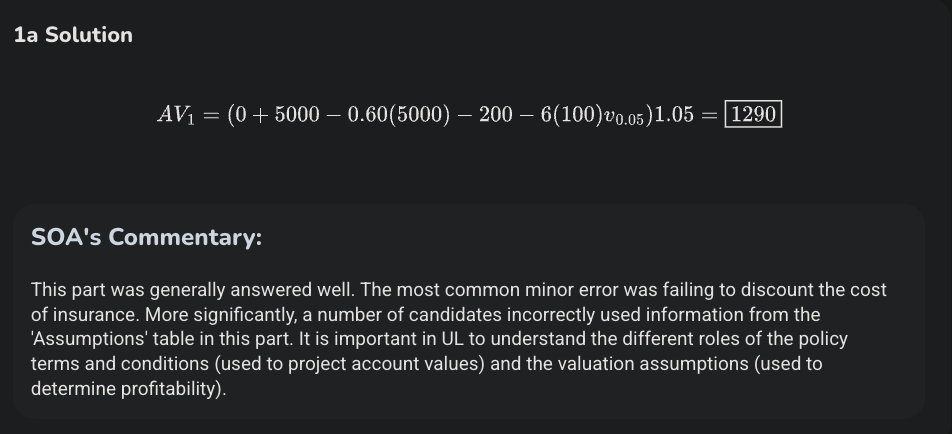 1a Solution
AV₁ = (0 + 5000 − 0.60(5000) − 200 − 6(100)v₀.₀₅)1.05 = 1290
SOA's Commentary:
This part was generally answered well. The most common minor error was failing to discount the cost
of insurance. More significantly, a number of candidates incorrectly used information from the
'Assumptions' table in this part. It is important in UL to understand the different roles of the policy
terms and conditions (used to project account values) and the valuation assumptions (used to
determine profitability).